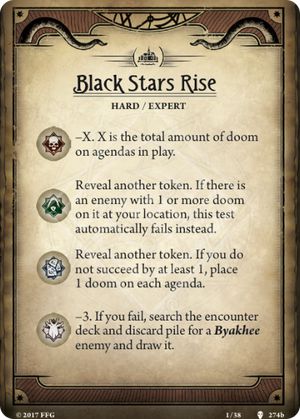 Black Stars Rise
HARD / EXPERT
–X. X is the total amount of doom
on agendas in play.
Reveal another token. If there is
an enemy with 1 or more doom
on it at your location, this test
automatically fails instead.
Reveal another token. If you do
not succeed by at least 1, place
1 doom on each agenda.
–3. If you fail, search the encounter
deck and discard pile for a Byakhee
enemy and draw it.
© 2017 FFG
1/38
274b